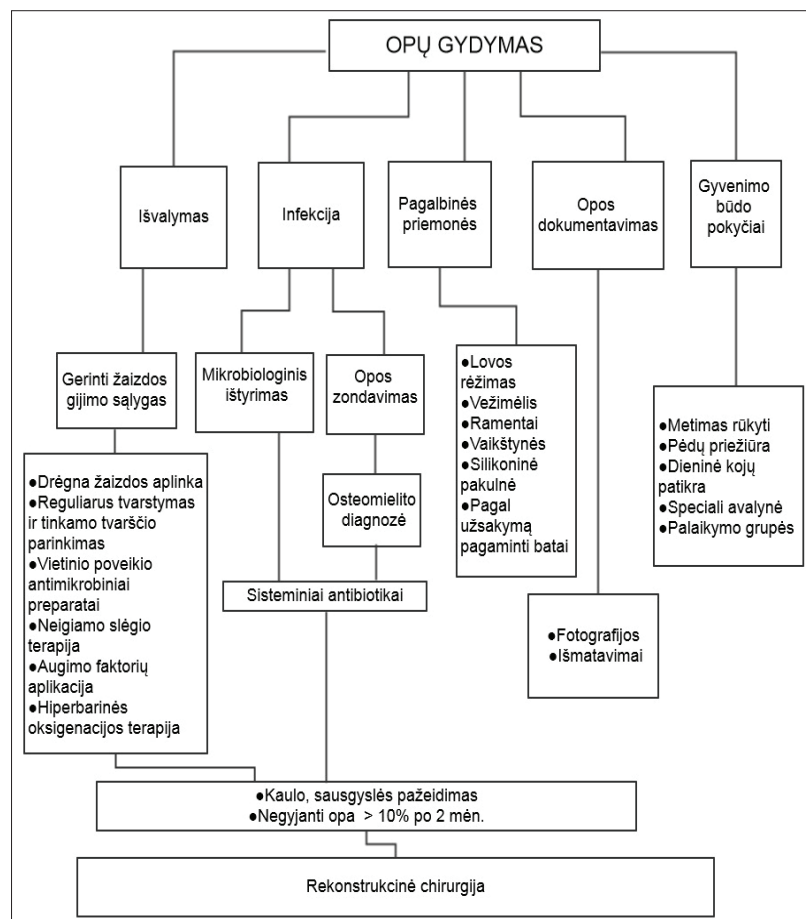 OPŲ GYDYMAS
Išvalymas
Infekcija
Pagalbinės
priemonės
Opos
dokumentavimas
Gyvenimo
būdo
pokyčiai
Gerinti žaizdos
gijimo sąlygas
Mikrobiologinis
ištyrimas
Opos
zondavimas
●Lovos
rėžimas
●Vežimėlis
●Ramentai
●Vaikštynės
●Silikoninė
pakulnė
●Pagal
užsakymą
pagaminti batai
●Metimas rūkyti
●Pėdų priežiūra
●Dieninė kojų
patikra
●Speciali avalynė
●Palaikymo grupės
●Drėgna žaizdos aplinka
●Reguliarus tvarstymas
ir tinkamo tvarščio
parinkimas
●Vietinio poveikio
antimikrobiniai
preparatai
●Neigiamo slėgio
terapija
●Augimo faktorių
aplikacija
●Hiperbarinės
oksigenacijos terapija
Osteomielito
diagnozė
Sisteminiai antibiotikai
●Fotografijos
●Išmatavimai
●Kaulo, sausgyslės pažeidimas
●Negyjanti opa > 10% po 2 mėn.
Rekonstrukcinė chirurgija